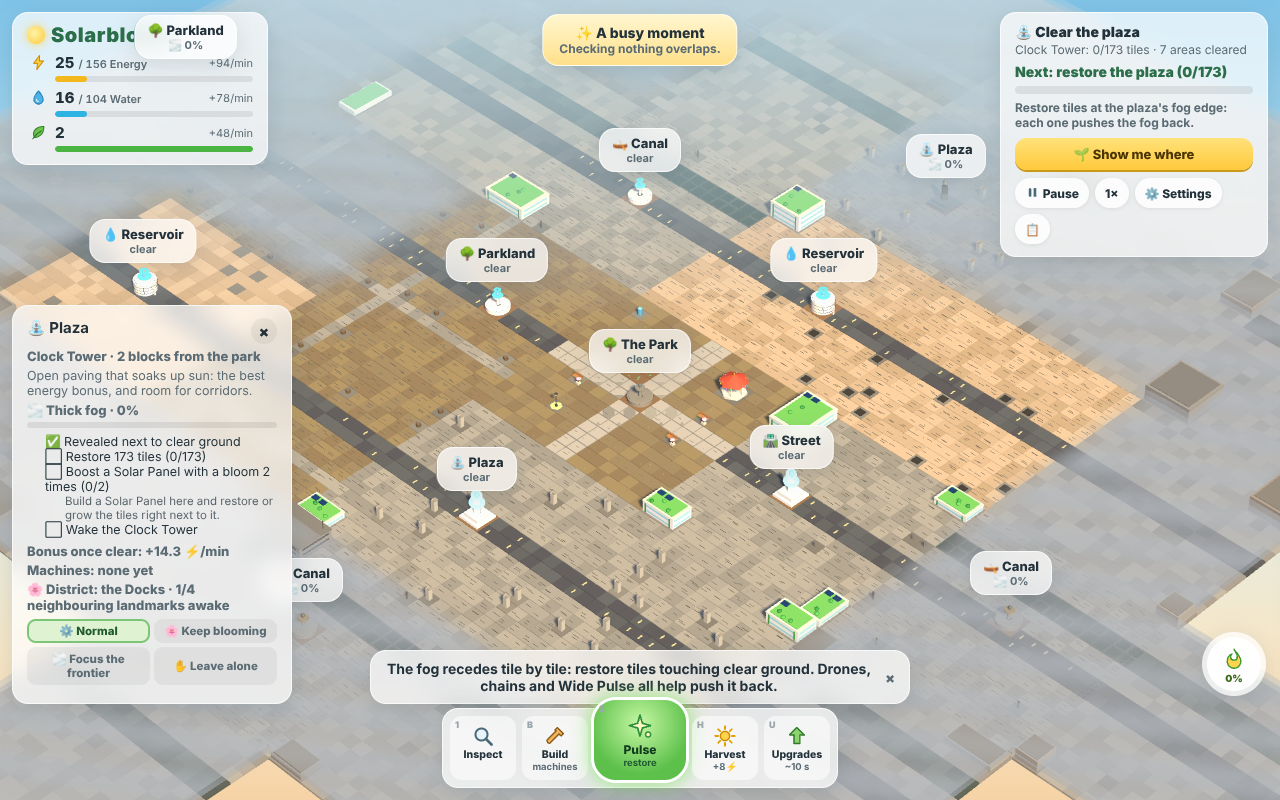 Solarblo
🌳 Parkland
🌫️ 0%
25 / 156 Energy +94/min
16 / 104 Water +78/min
2 +48/min
✨ A busy moment
Checking nothing overlaps.
⛲ Clear the plaza
Clock Tower: 0/173 tiles · 7 areas cleared
Next: restore the plaza (0/173)
Restore tiles at the plaza's fog edge:
each one pushes the fog back.
🌱 Show me where
⏸ Pause
1×
⚙️ Settings
📋
🛶 Canal
clear
⛲ Plaza
🌫️ 0%
💧 Reservoir
clear
🌳 Parkland
clear
💧 Reservoir
clear
🌳 The Park
clear
🛣️ Street
clear
⛲ Plaza
clear
Canal
0%
🛶 Canal
🌫️ 0%
⛲ Plaza
✖
Clock Tower · 2 blocks from the park
Open paving that soaks up sun: the best
energy bonus, and room for corridors.
🌫️ Thick fog · 0%
✅ Revealed next to clear ground
⬜ Restore 173 tiles (0/173)
⬜ Boost a Solar Panel with a bloom 2
times (0/2)
Build a Solar Panel here and restore or
grow the tiles right next to it.
⬜ Wake the Clock Tower
Bonus once clear: +14.3 ⚡/min
Machines: none yet
🌸 District: the Docks · 1/4
neighbouring landmarks awake
⚙️ Normal
🌸 Keep blooming
🌫️ Focus the
frontier
✋ Leave alone
The fog recedes tile by tile: restore tiles touching clear ground. Drones,
chains and Wide Pulse all help push it back.
✖
1
Inspect
B
Build
machines
Pulse
restore
H
Harvest
+8⚡
U
Upgrades
~10 s
0%